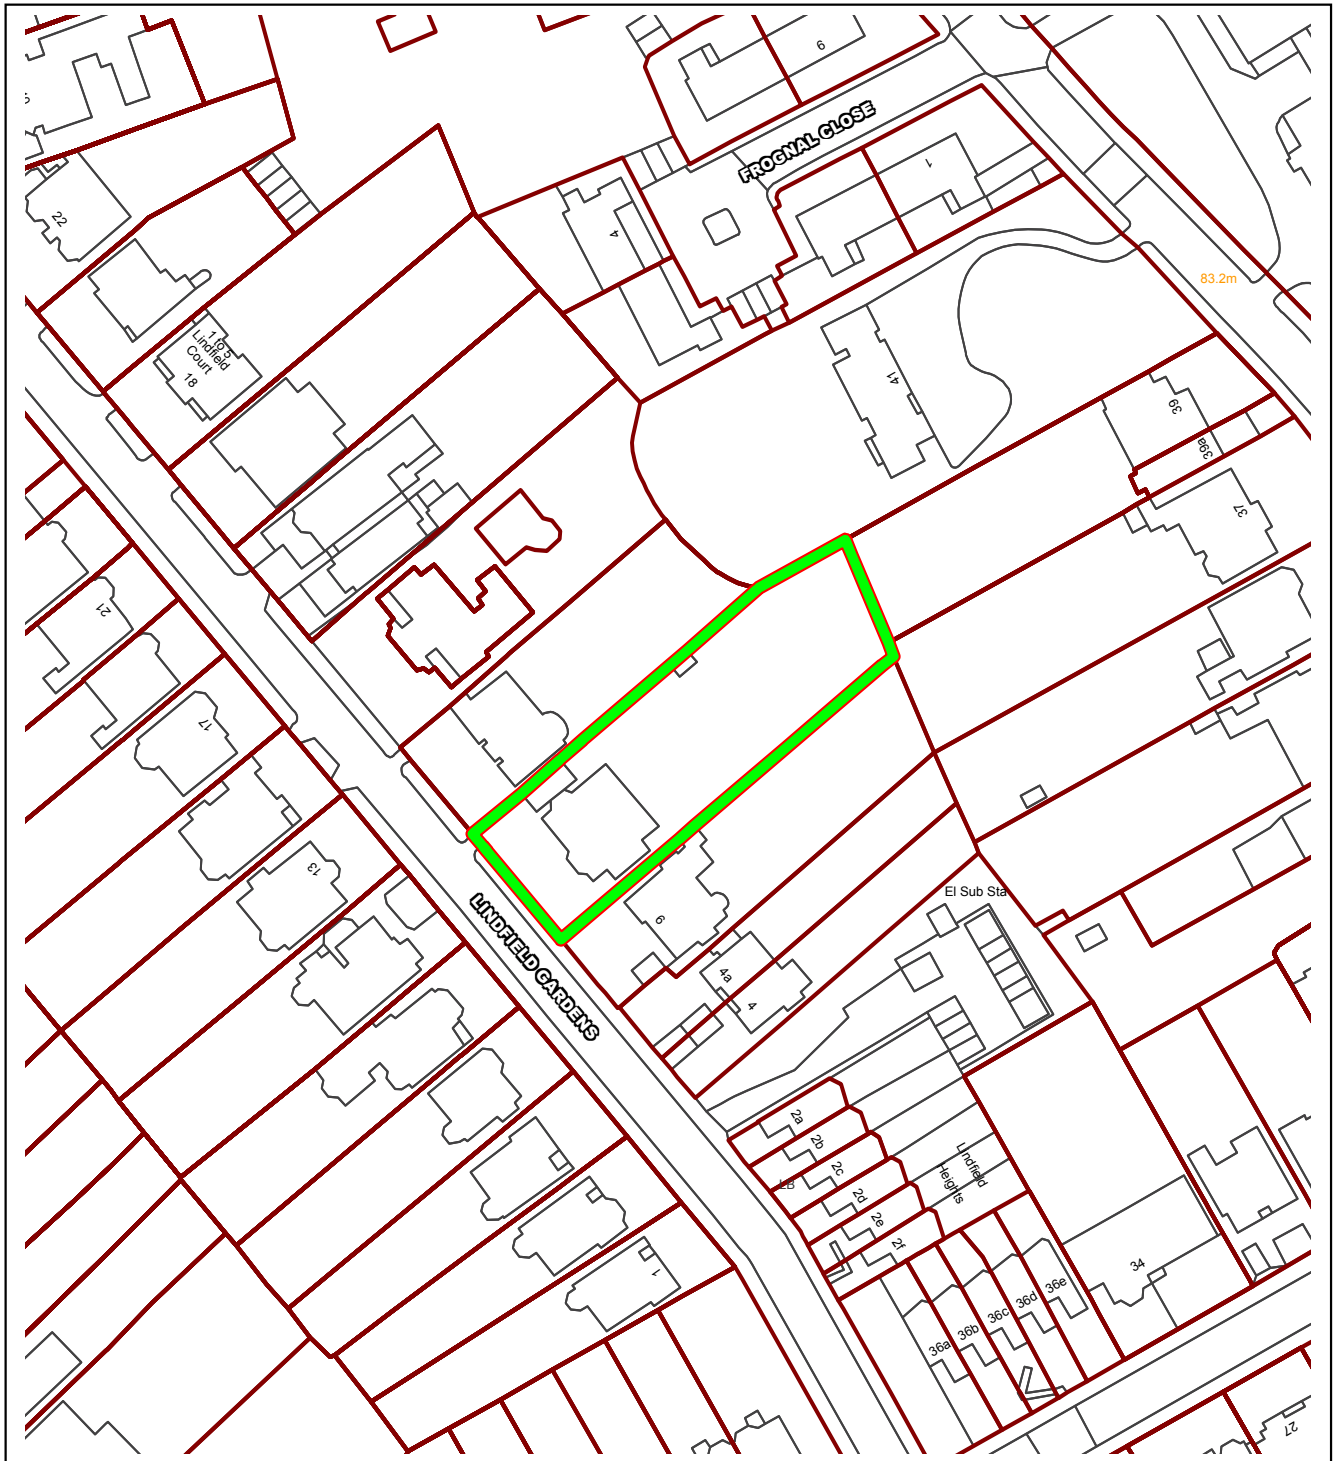 9
FROGNAL CLOSE
1
22
4
83.2m
1 to 5
Lindfield
Court
18
41
39
39a
37
21
17
13
El Sub Sta
LINDFIELD GARDENS
6
4a
4
2a
2b
2c
2d
2e
2f
Lindfield
Heights
1
34
36a
36b
36c
36d
36e
27